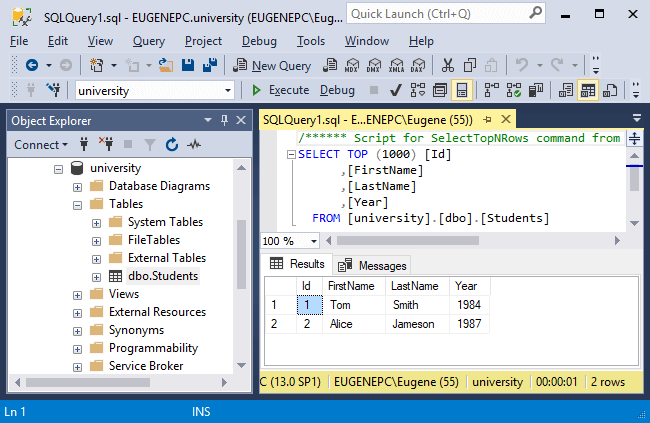 SQLQuery1.sql - EUGENEPC.university (EUGENEPC\Eug...
Quick Launch (Ctrl+Q)
File Edit View Query Project Debug Tools Window Help
New Query MDX DMX XMLA DAX
university Execute Debug
Object Explorer
Connect
university
Database Diagrams
Tables
System Tables
FileTables
External Tables
dbo.Students
Views
External Resources
Synonyms
Programmability
Service Broker
SQLQuery1.sql - E...ENEPC\Eugene (55))
/****** Script for SelectTopNRows command from
SELECT TOP (1000) [Id]
,[FirstName]
,[LastName]
,[Year]
FROM [university].[dbo].[Students]
100 %
Results Messages
Id FirstName LastName Year
1 1 Tom Smith 1984
2 2 Alice Jameson 1987
C (13.0 SP1) EUGENEPC\Eugene (55) university 00:00:01 2 rows
Ln 1 INS